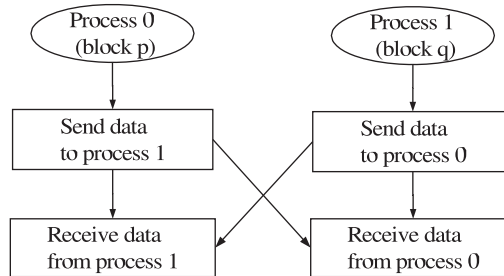 Process 0
(block p)
Process 1
(block q)
Send data
to process 1
Send data
to process 0
Receive data
from process 1
Receive data
from process 0